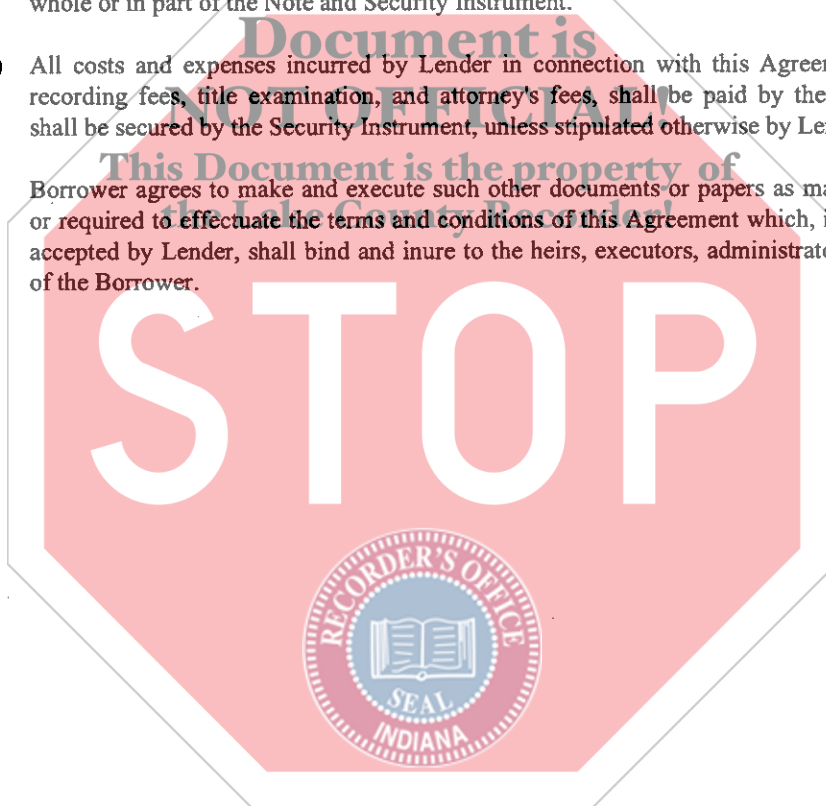 whole or in part of the Note and Security Instrument.
Document is
) All costs and expenses incurred by Lender in connection with this Agree
recording fees, title examination, and attorney's fees, shall be paid by the
NOT OFFICIAL!
shall be secured by the Security Instrument, unless stipulated otherwise by Le
This Document is the property of
Borrower agrees to make and execute such other documents or papers as ma
the Lake County Recorder!
or required to effectuate the terms and conditions of this Agreement which, i
accepted by Lender, shall bind and inure to the heirs, executors, administrat
of the Borrower.
STOP
RECORDER'S OFFICE
SEAL
INDIANA